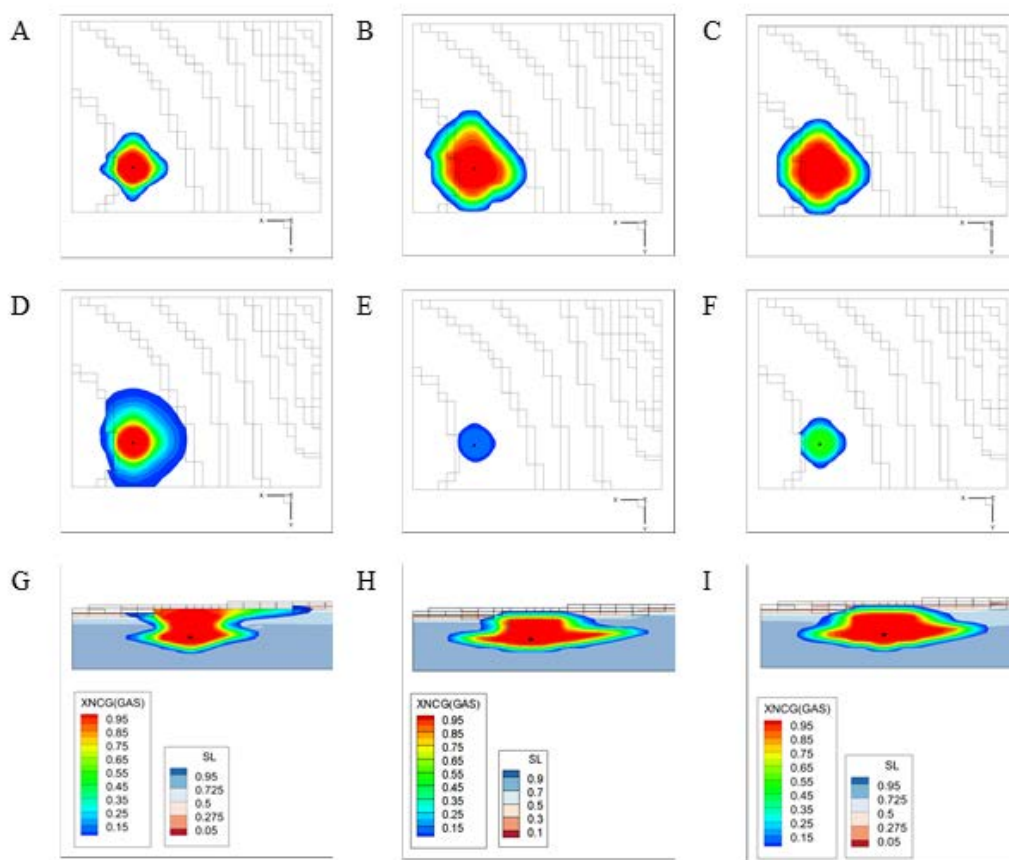 A
B
C
X
Y
X
Y
X
Y
D
E
F
X
Y
X
Y
X
Y
G
H
I
XNCG(GAS)
0.95
0.85
0.75
0.65
0.55
0.45
0.35
0.25
0.15
SL
0.95
0.725
0.5
0.275
0.05
XNCG(GAS)
0.95
0.85
0.75
0.65
0.55
0.45
0.35
0.25
0.15
SL
0.9
0.7
0.5
0.3
0.1
XNCG(GAS)
0.95
0.85
0.75
0.65
0.55
0.45
0.35
0.25
0.15
SL
0.95
0.725
0.5
0.275
0.05